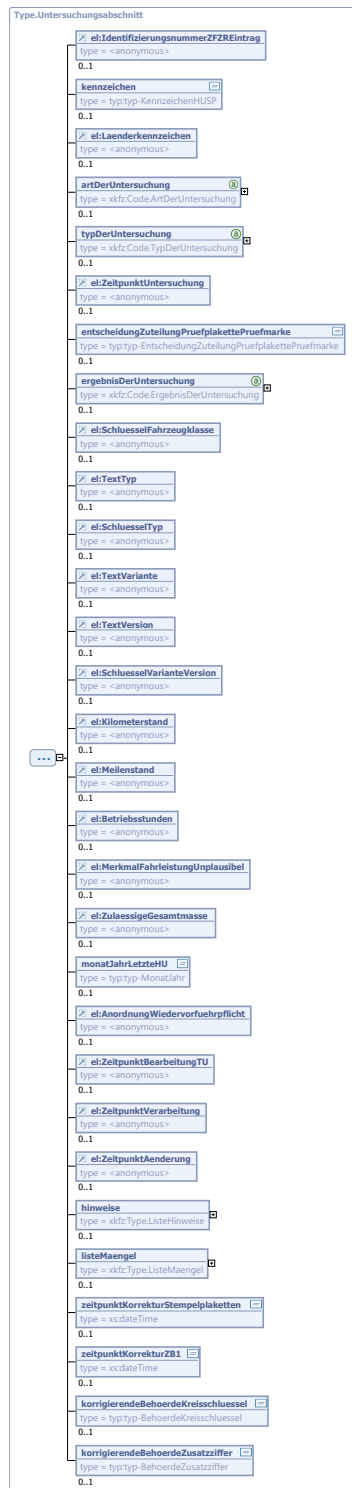 Type.Untersuchungsabschnitt
el:IdentifizierungsnummerZFZREintrag
type = <anonymous>
0..1
kennzeichen
type = typ:typ-KennzeichenHUSP
0..1
el:Laenderkennzeichen
type = <anonymous>
0..1
artDerUntersuchung
type = xkfz:Code.ArtDerUntersuchung
0..1
typDerUntersuchung
type = xkfz:Code.TypDerUntersuchung
0..1
el:ZeitpunktUntersuchung
type = <anonymous>
0..1
entscheidungZuteilungPruefplakettePruefmarke
type = typ:typ-EntscheidungZuteilungPruefplakettePruefmarke
0..1
ergebnisDerUntersuchung
type = xkfz:Code.ErgebnisDerUntersuchung
0..1
el:SchluesselFahrzeugklasse
type = <anonymous>
0..1
el:TextTyp
type = <anonymous>
0..1
el:SchluesselTyp
type = <anonymous>
0..1
el:TextVariante
type = <anonymous>
0..1
el:TextVersion
type = <anonymous>
0..1
el:SchluesselVarianteVersion
type = <anonymous>
0..1
el:Kilometerstand
type = <anonymous>
0..1
el:Meilenstand
type = <anonymous>
0..1
el:Betriebsstunden
type = <anonymous>
0..1
el:MerkmalFahrleistungUnplausibel
type = <anonymous>
0..1
el:ZulaessigeGesamtmasse
type = <anonymous>
0..1
monatJahrLetzteHU
type = typ:typ-MonatJahr
0..1
el:AnordnungWiedervorfuehrpflicht
type = <anonymous>
0..1
el:ZeitpunktBearbeitungTU
type = <anonymous>
0..1
el:ZeitpunktVerarbeitung
type = <anonymous>
0..1
el:ZeitpunktAenderung
type = <anonymous>
0..1
hinweise
type = xkfz:Type.ListeHinweise
0..1
listeMaengel
type = xkfz:Type.ListeMaengel
0..1
zeitpunktKorrekturStempelplaketten
type = xs:dateTime
0..1
zeitpunktKorrekturZB1
type = xs:dateTime
0..1
korrigierendeBehoerdeKreisschluessel
type = typ:typ-BehoerdeKreisschluessel
0..1
korrigierendeBehoerdeZusatzziffer
type = typ:typ-BehoerdeZusatzziffer
0..1